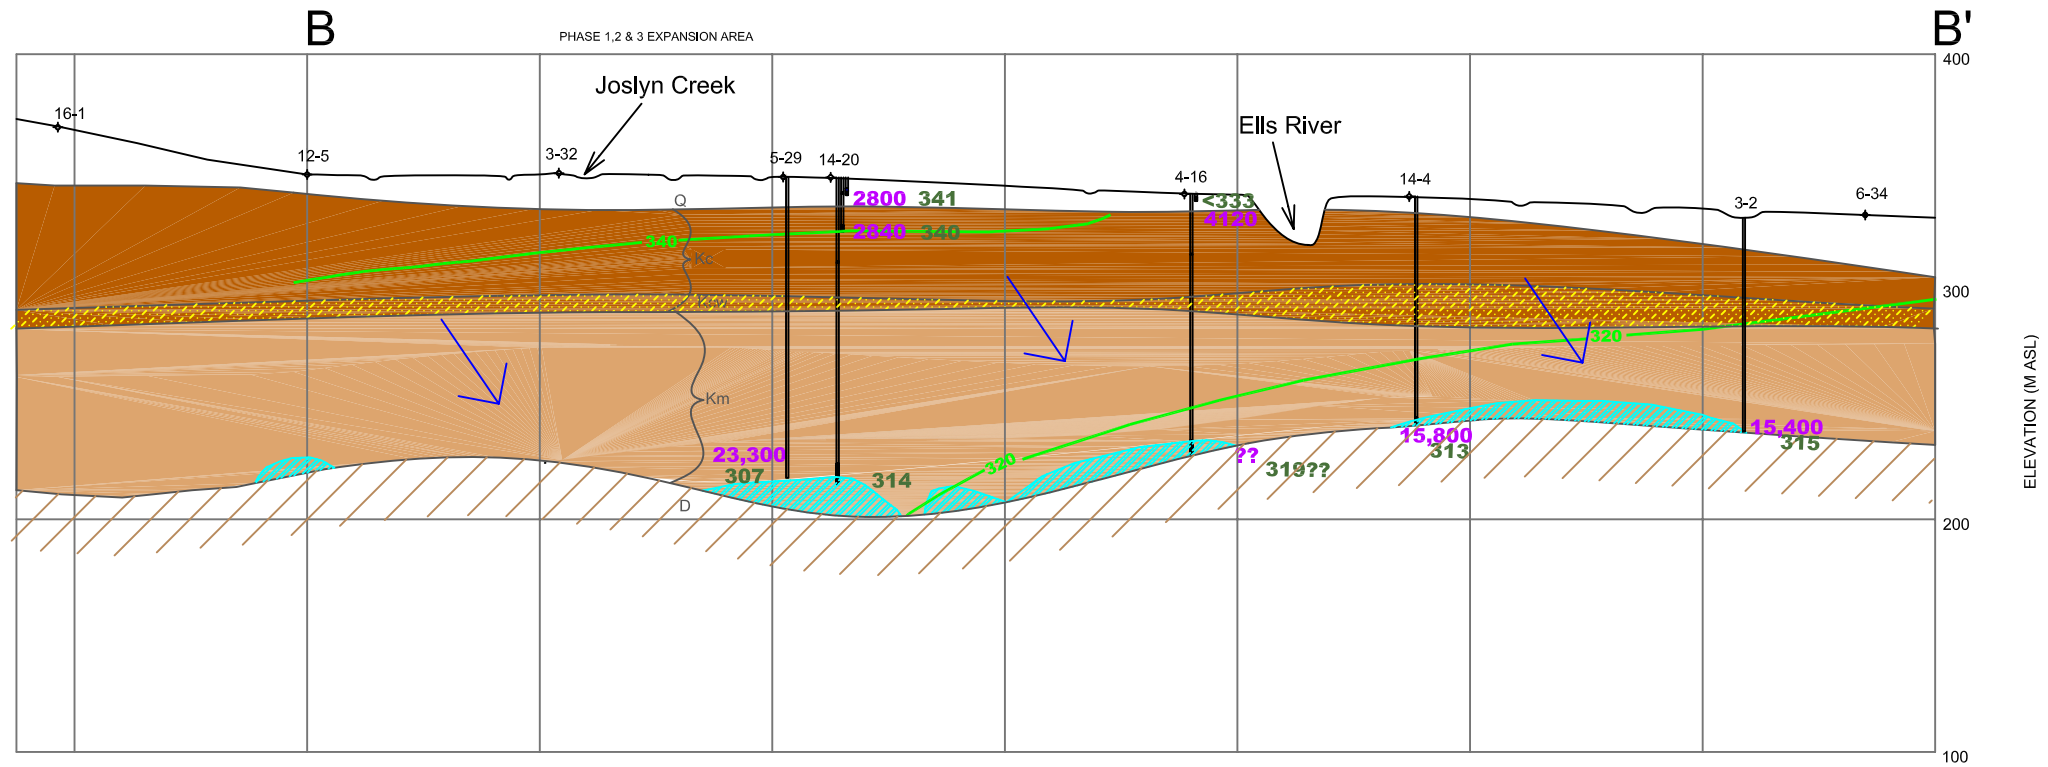 B
B'
PHASE 1,2 & 3 EXPANSION AREA
400
Joslyn Creek
16-1
Ells River
12-5
3-32
5-29
14-20
4-16
14-4
3-2
6-34
Q
2800 341
<333
4120
2840 340
340
Kc
300
320
ELEVATION (M ASL)
Km
23,300
307
314
320
??
319??
15,800
313
15,400
315
D
200
100